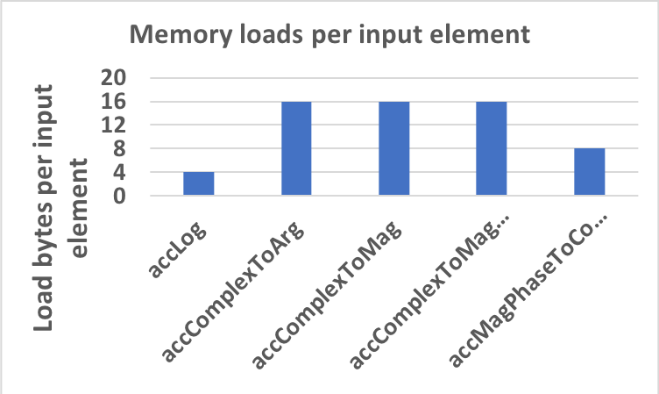 Memory loads per input element
Load bytes per input
element
20
16
12
8
4
0
accLog
accComplexToArg
accComplexToMag
accComplexToMag...
accMagPhaseToCo...